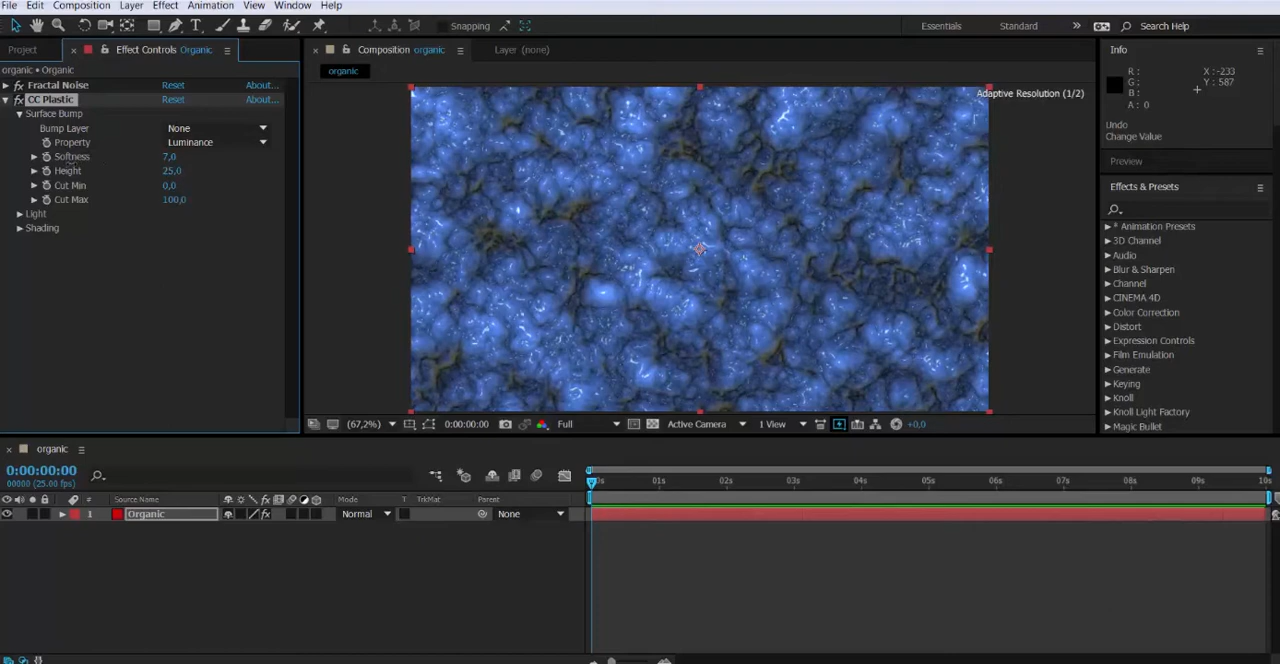 File Edit Composition Layer Effect Animation View Window Help
Snapping Essentials Standard Search Help
Project Effect Controls Organic Composition organic Layer (none) Info
organic • Organic organic
Fractal Noise Reset About...
CC Plastic Reset About...
Surface Bump
Bump Layer None
Property Luminance
Softness 7,0
Height 25,0
Cut Min 0,0
Cut Max 100,0
Light
Shading
Adaptive Resolution (1/2)
R: X:-233
G: Y: 587
B:
A: 0
Undo
Change Value
Preview
Effects & Presets
* Animation Presets
3D Channel
Audio
Blur & Sharpen
Channel
CINEMA 4D
Color Correction
Distort
Expression Controls
Film Emulation
Generate
Keying
Knoll
Knoll Light Factory
Magic Bullet
(67,2%) 0:00:00:00 Full Active Camera 1 View +0,0
organic
0:00:00:00
00000 (25.00 fps)
0s 01s 02s 03s 04s 05s 06s 07s 08s 09s 10s
# Source Name Mode T TrkMat Parent
1 Organic Normal None